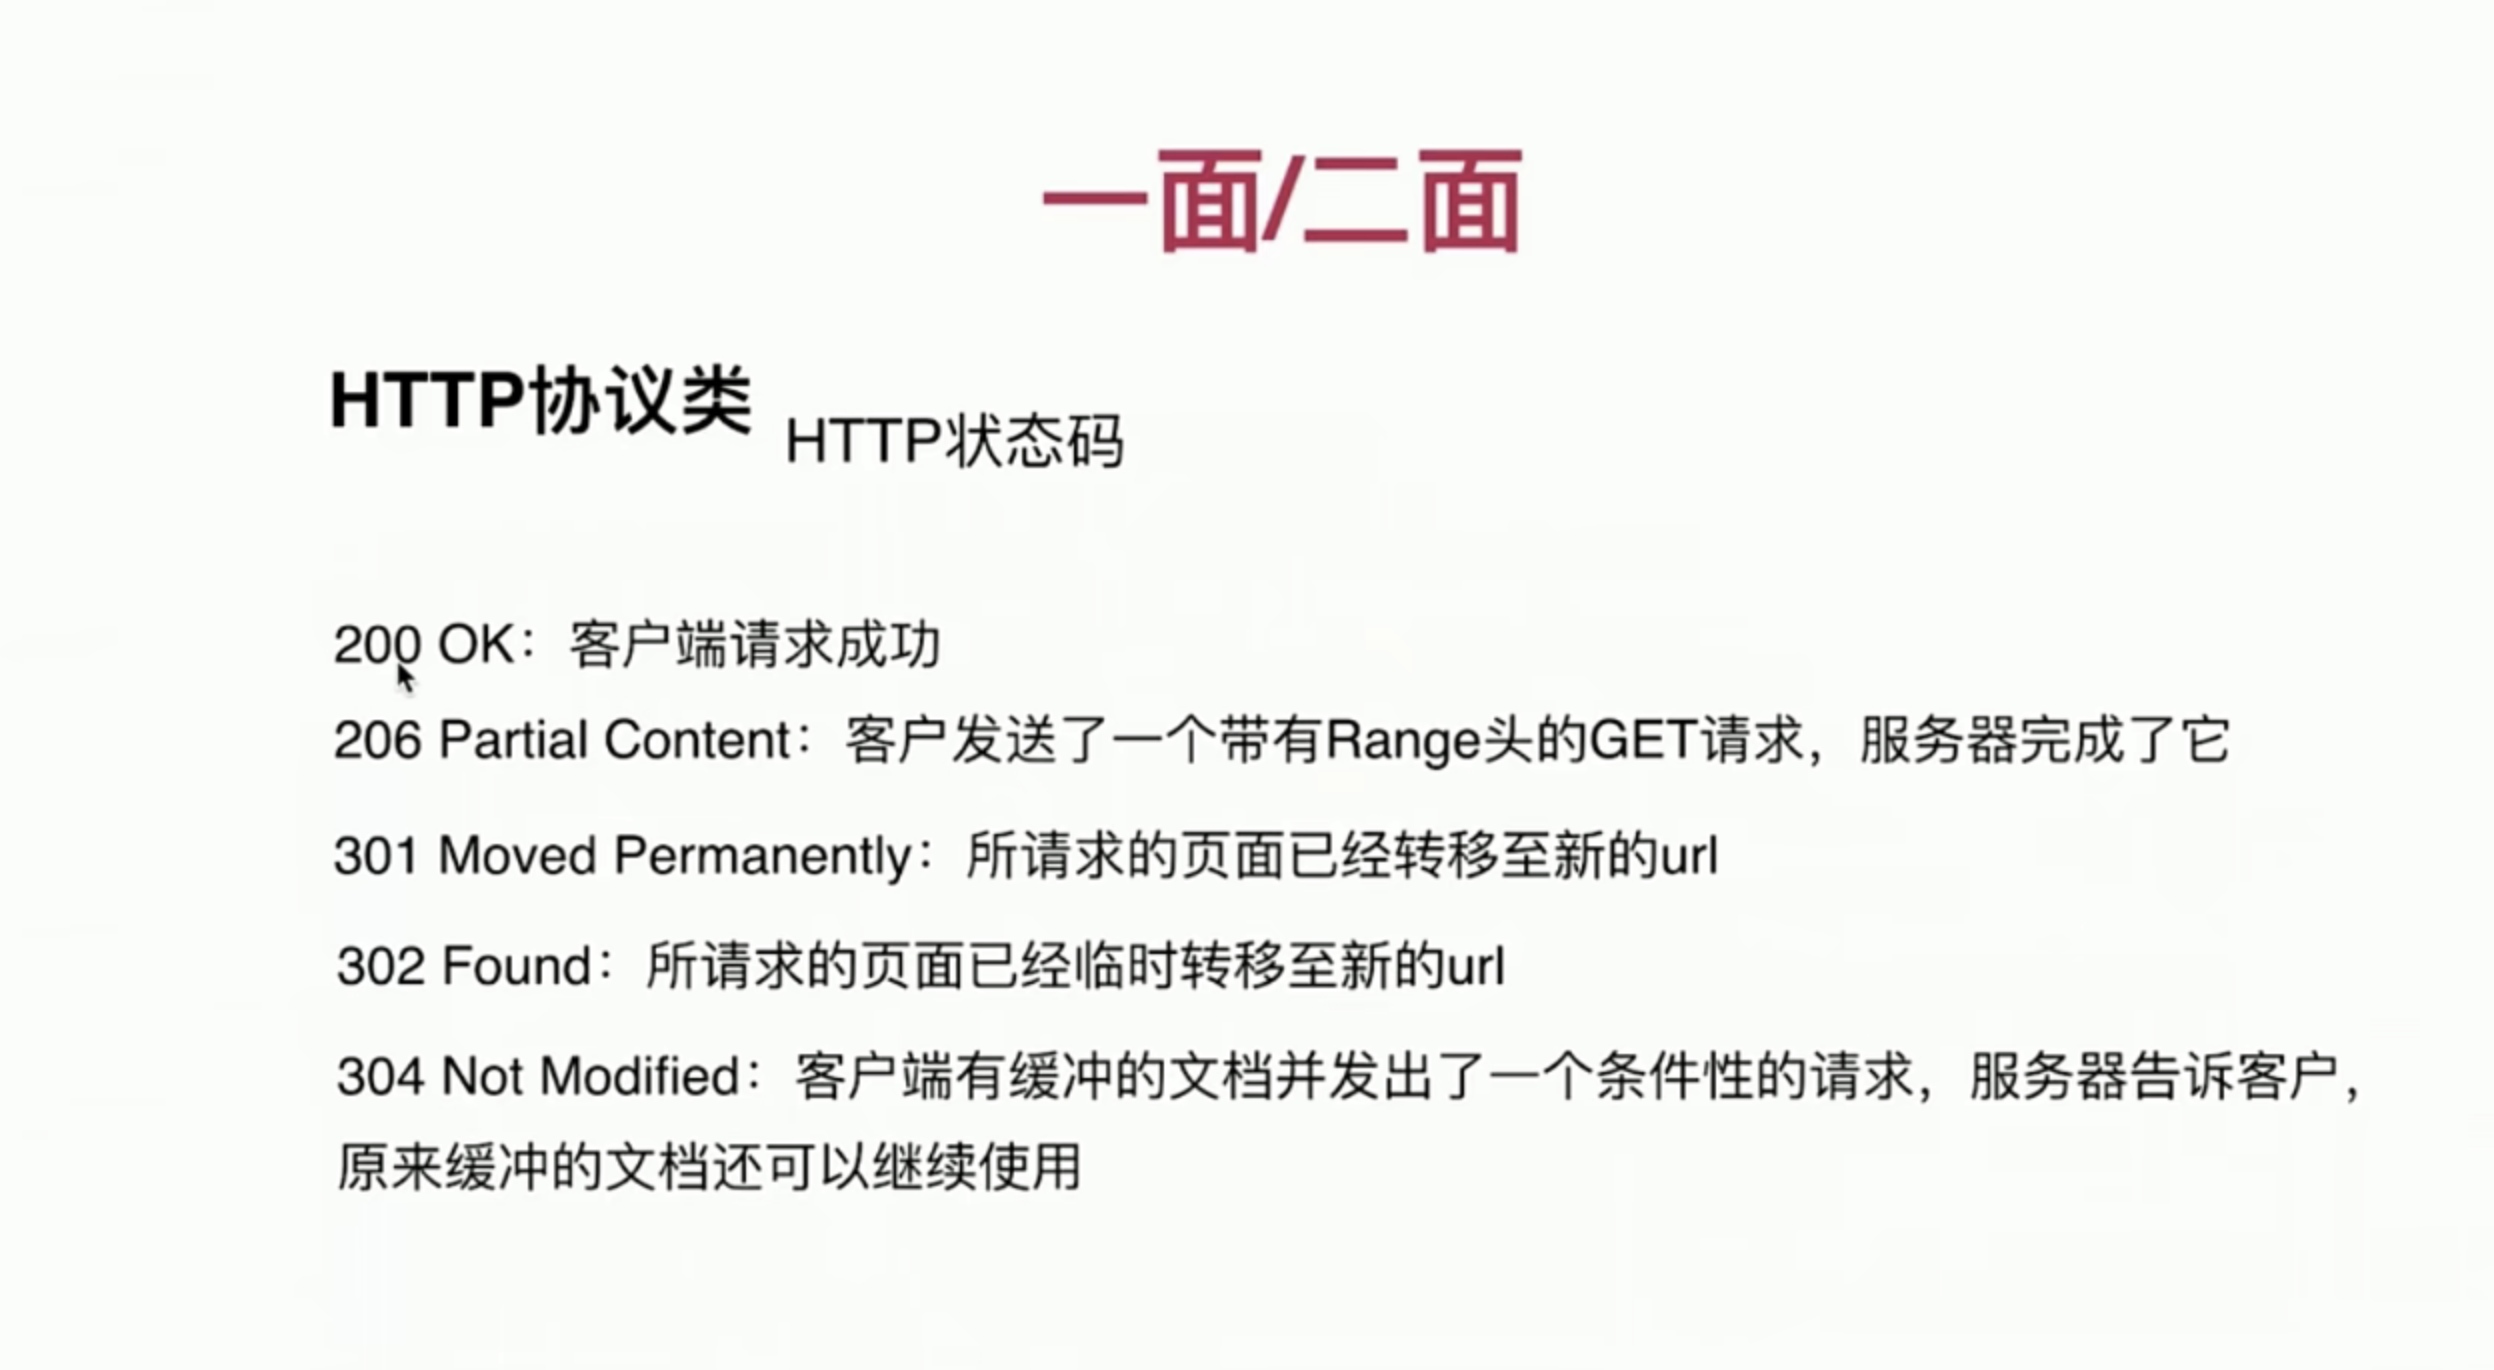 一面/二面
HTTP协议类 HTTP状态码
200 OK：客户端请求成功
206 Partial Content：客户发送了一个带有Range头的GET请求，服务器完成了它
301 Moved Permanently：所请求的页面已经转移至新的url
302 Found：所请求的页面已经临时转移至新的url
304 Not Modified：客户端有缓冲的文档并发出了一个条件性的请求，服务器告诉客户，
原来缓冲的文档还可以继续使用